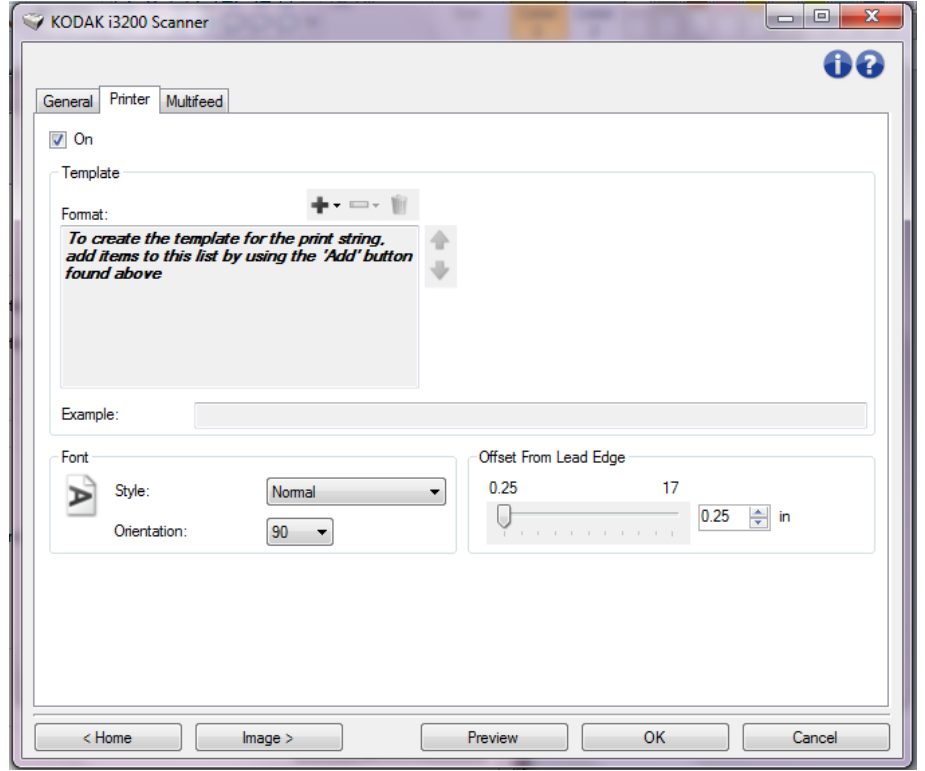 KODAK i3200 Scanner
General Printer Multifeed
On
Template
Format:
To create the template for the print string,
add items to this list by using the 'Add' button
found above
Example:
Font
Style: Normal
Orientation: 90
Offset From Lead Edge
0.25 17
0.25 in
< Home Image > Preview OK Cancel